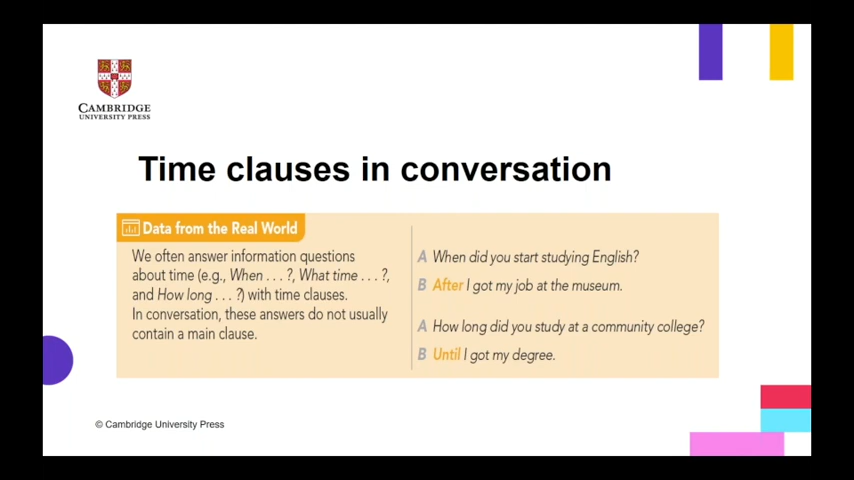 CAMBRIDGE
UNIVERSITY PRESS
Time clauses in conversation
Data from the Real World
We often answer information questions
about time (e.g., When . . . ?, What time . . . ?,
and How long . . . ?) with time clauses.
In conversation, these answers do not usually
contain a main clause.
A When did you start studying English?
B After I got my job at the museum.
A How long did you study at a community college?
B Until I got my degree.
© Cambridge University Press